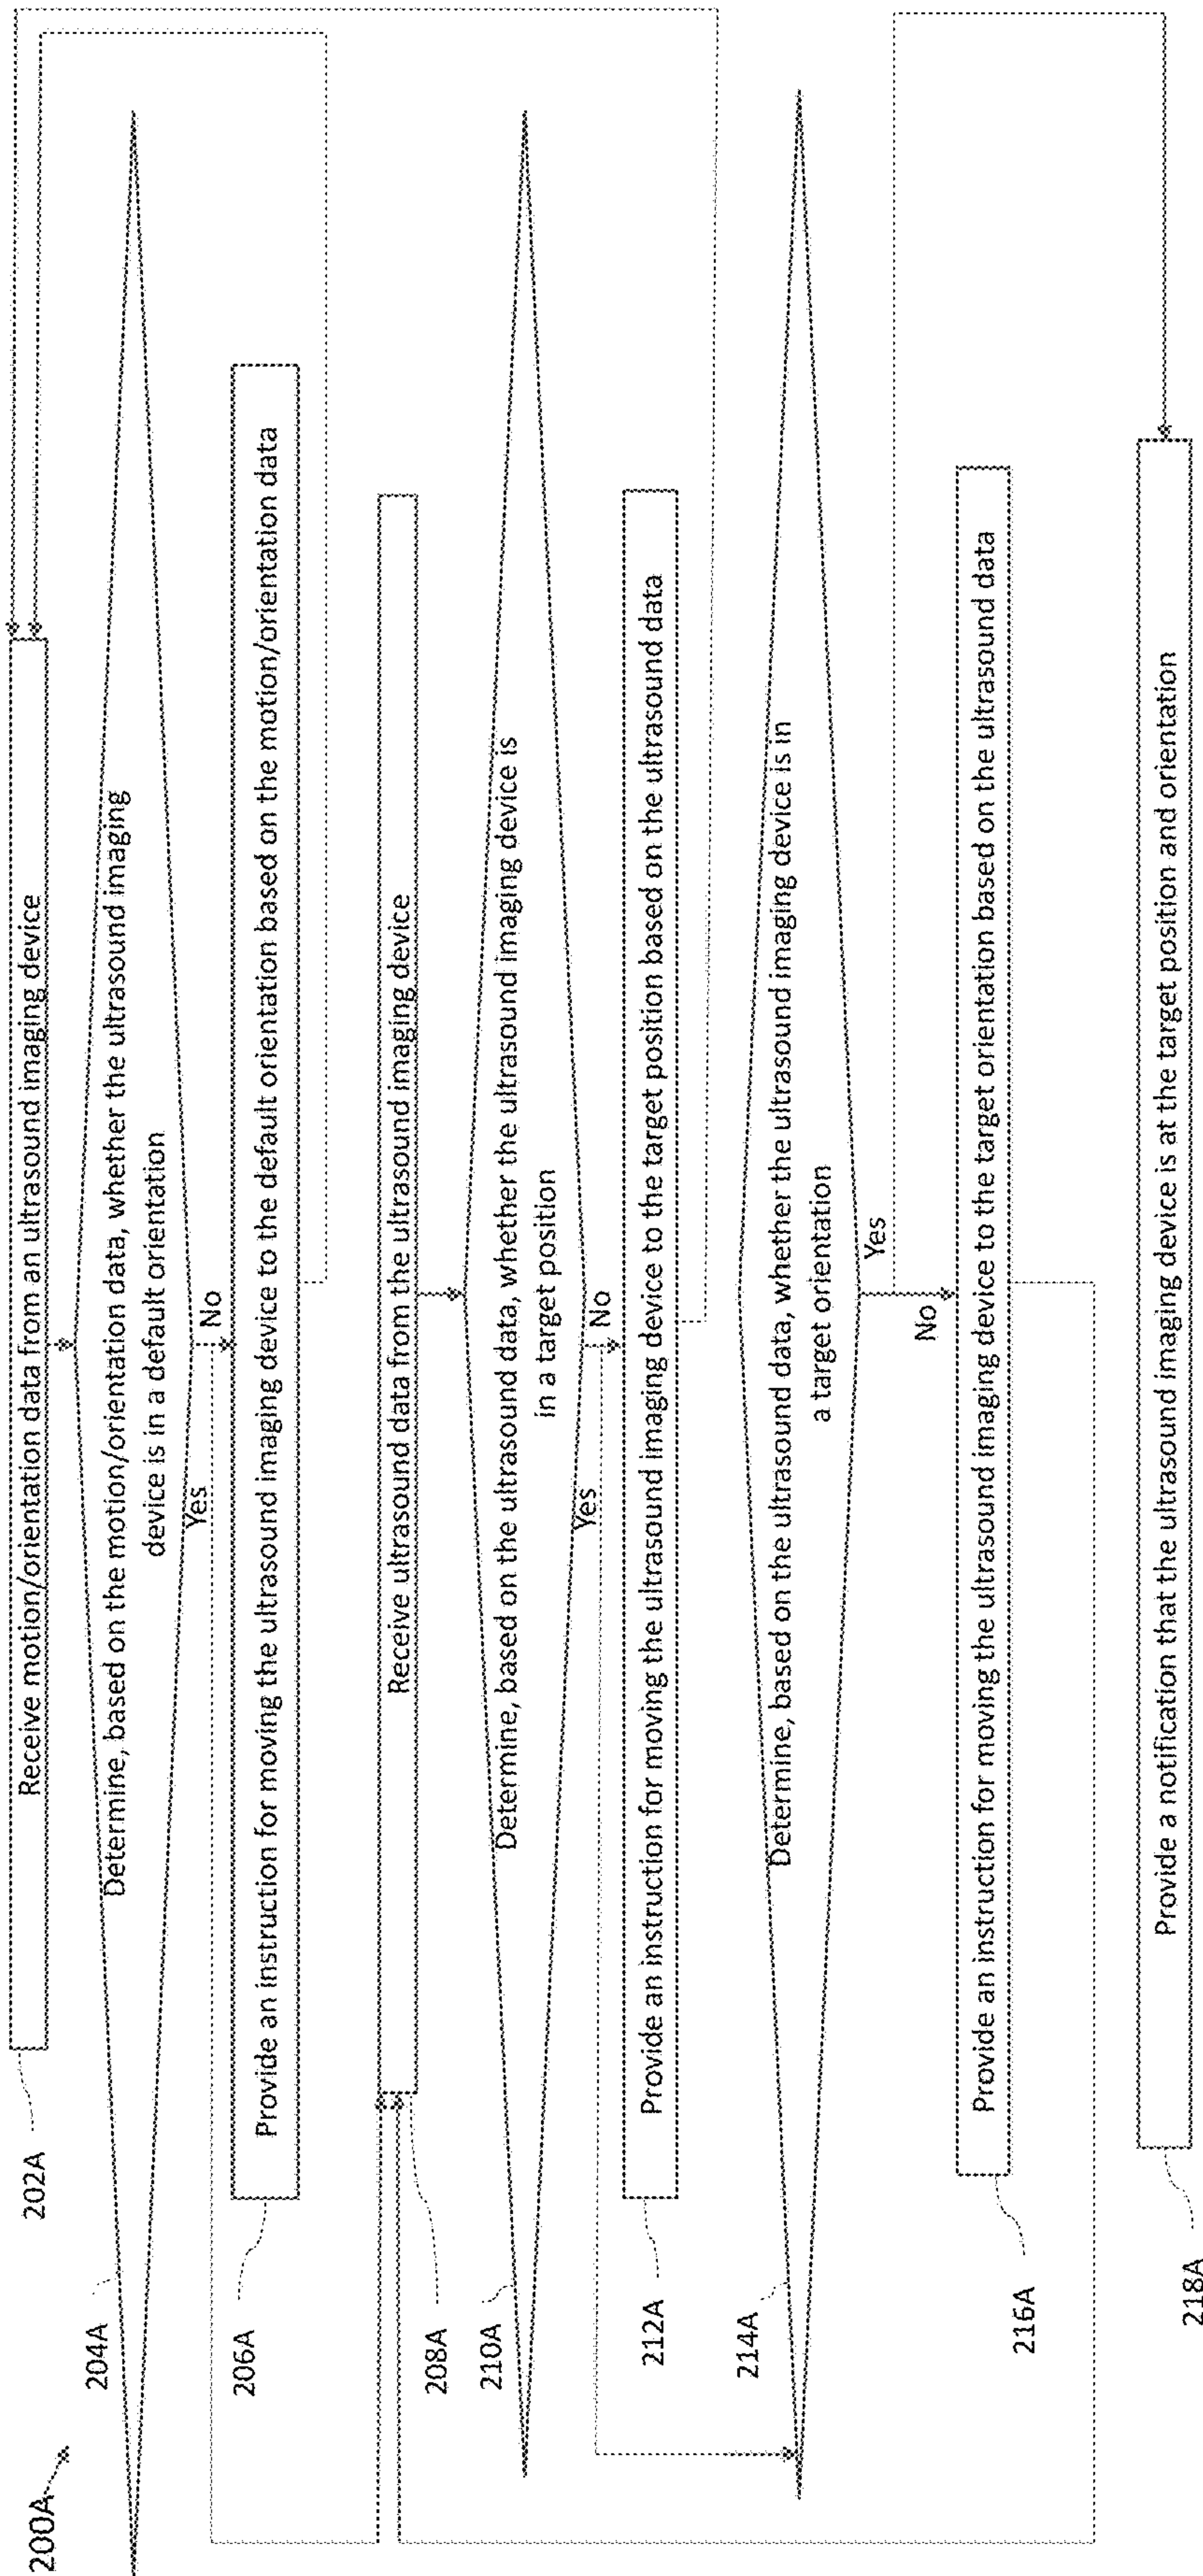 200A
202A
Receive motion/orientation data from an ultrasound imaging device
204A
Determine, based on the motion/orientation data, whether the ultrasound imaging
device is in a default orientation
Yes
No
206A
Provide an instruction for moving the ultrasound imaging device to the default orientation based on the motion/orientation data
208A
Receive ultrasound data from the ultrasound imaging device
210A
Determine, based on the ultrasound data, whether the ultrasound imaging device is
in a target position
Yes
No
212A
Provide an instruction for moving the ultrasound imaging device to the target position based on the ultrasound data
214A
Determine, based on the ultrasound data, whether the ultrasound imaging device is in
a target orientation
Yes
No
216A
Provide an instruction for moving the ultrasound imaging device to the target orientation based on the ultrasound data
218A
Provide a notification that the ultrasound imaging device is at the target position and orientation